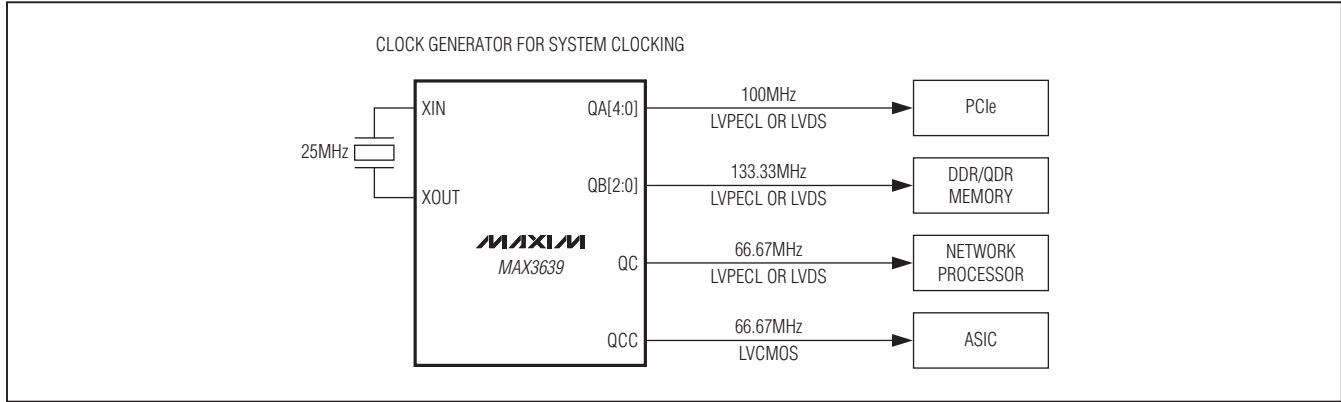 CLOCK GENERATOR FOR SYSTEM CLOCKING
XIN
XOUT
25MHz
MAXIM
MAX3639
QA[4:0]
100MHz
LVPECL OR LVDS
PCIe
QB[2:0]
133.33MHz
LVPECL OR LVDS
DDR/QDR
MEMORY
QC
66.67MHz
LVPECL OR LVDS
NETWORK
PROCESSOR
QCC
66.67MHz
LVCMOS
ASIC